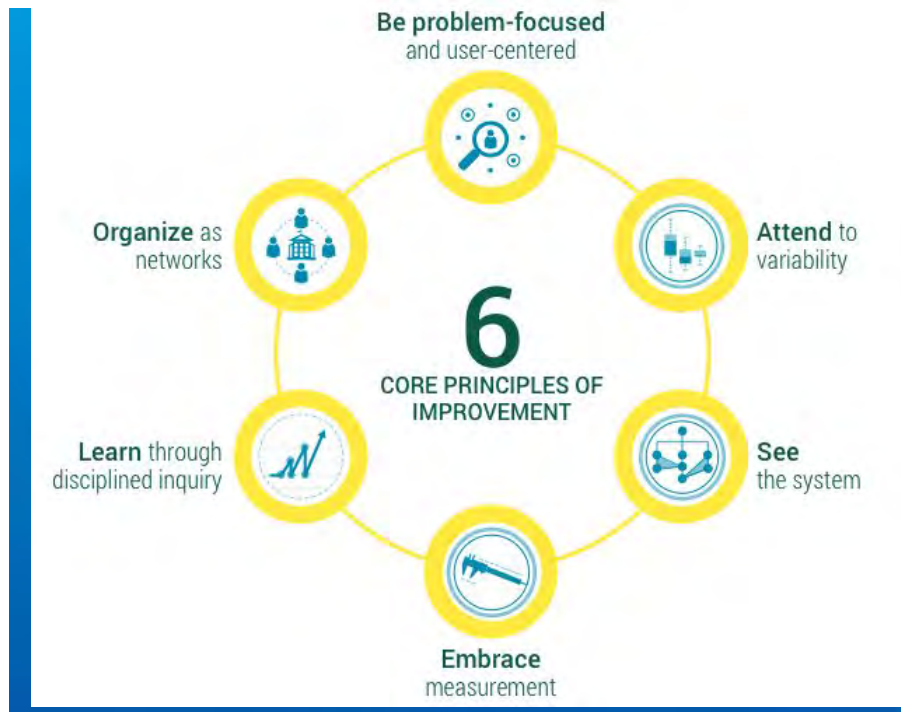 Be problem-focused
and user-centered
Organize as
networks
Attend to
variability
6
CORE PRINCIPLES OF
IMPROVEMENT
Learn through
disciplined inquiry
See
the system
Embrace
measurement